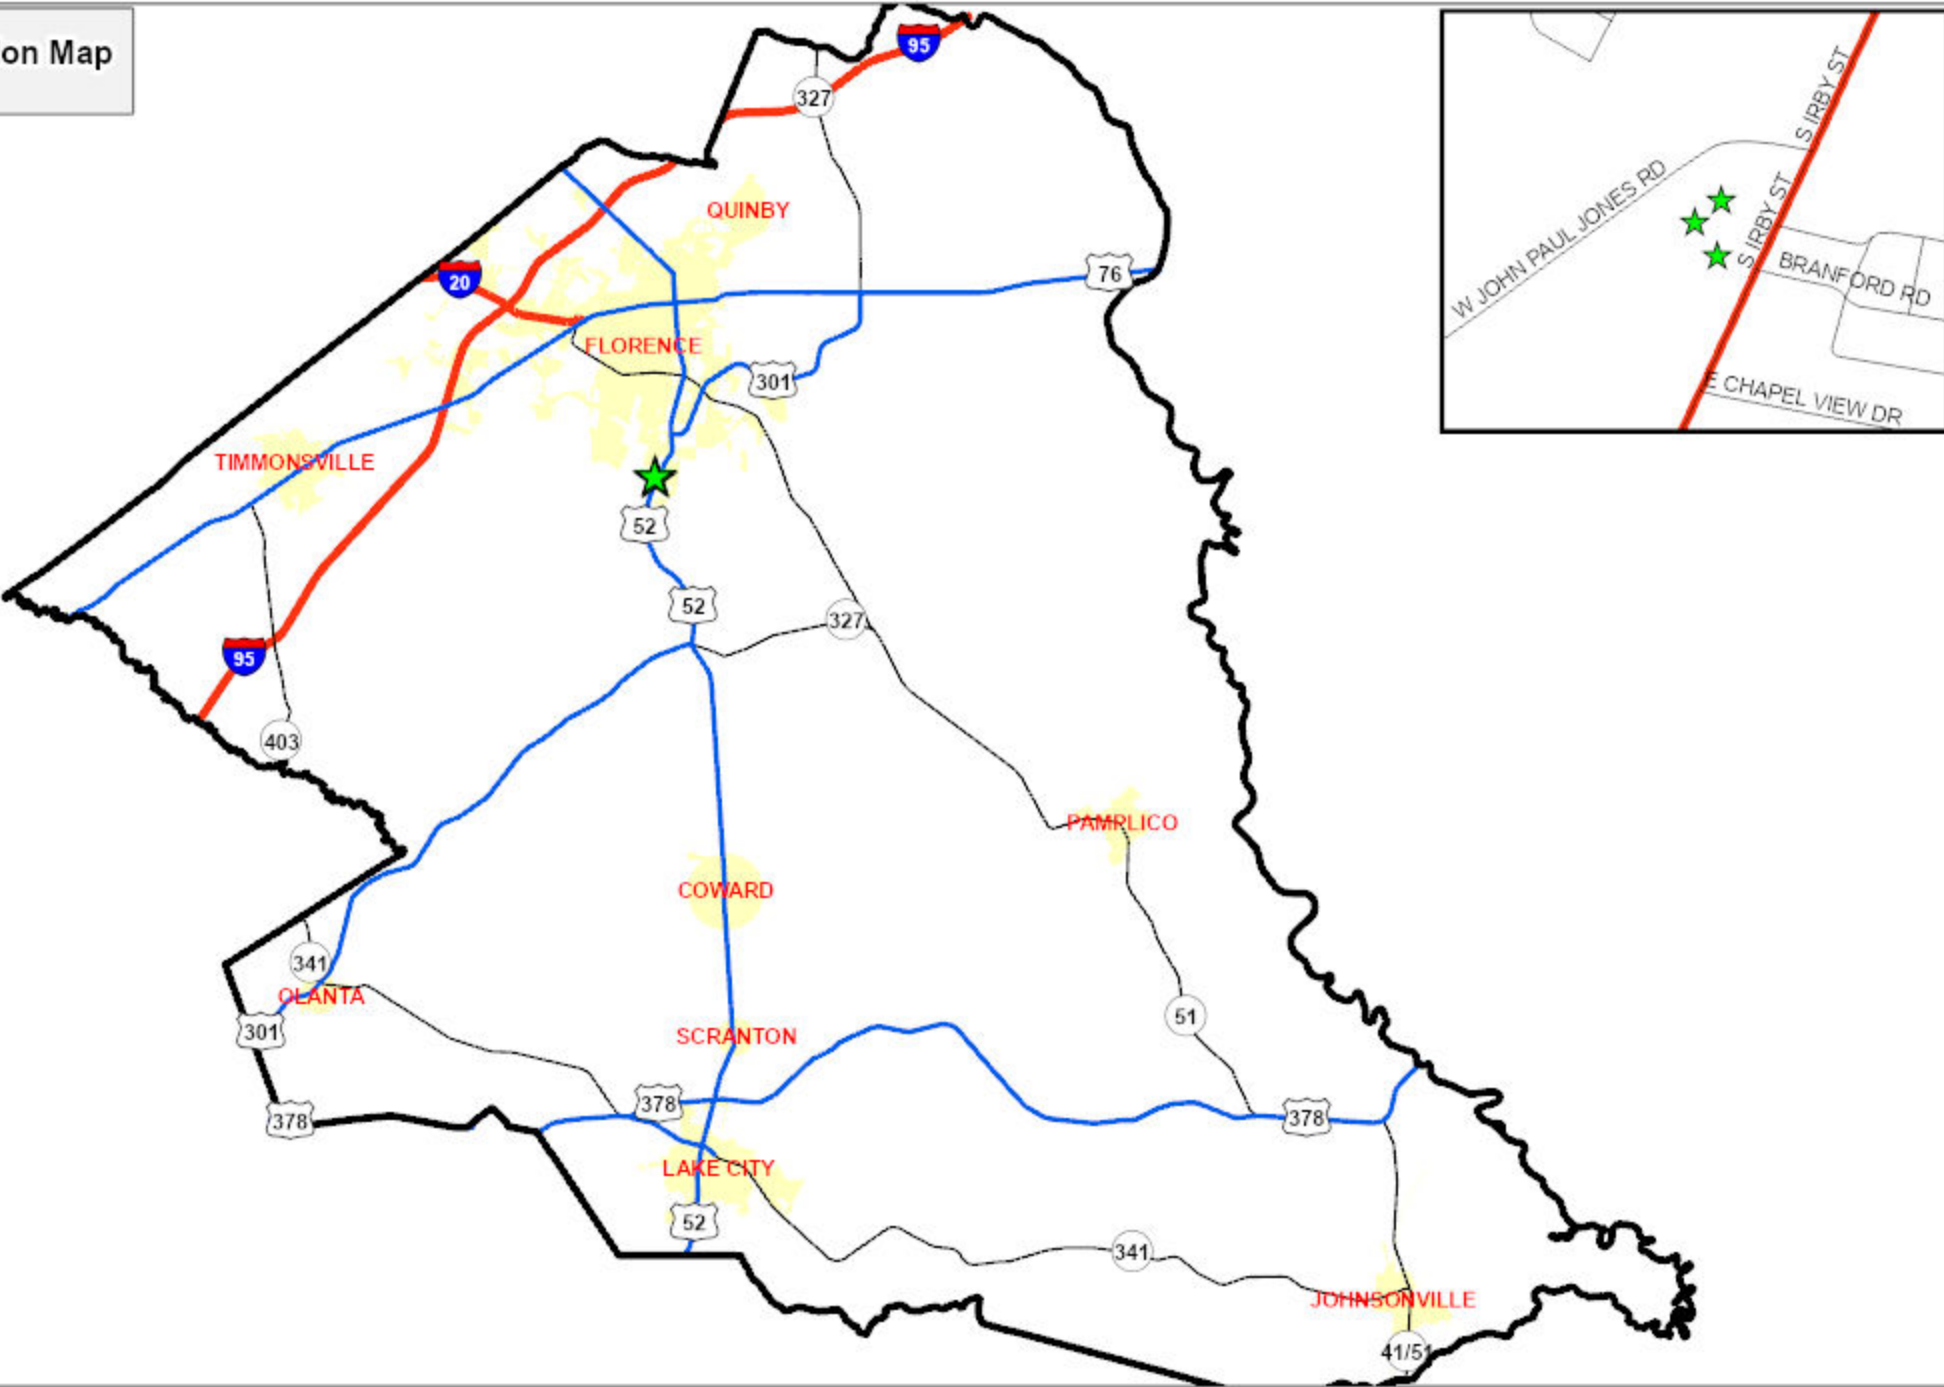 on Map
95
327
QUINBY
20
76
FLORENCE
301
TIMMONSVILLE
52
52
327
95
403
PAMPLICO
COWARD
341
OLANTA
51
301
SCRANTON
378
378
378
LAKE CITY
52
341
JOHNSONVILLE
41/51
S IRBY ST
W JOHN PAUL JONES RD
S IRBY ST
BRANFORD RD
E CHAPEL VIEW DR